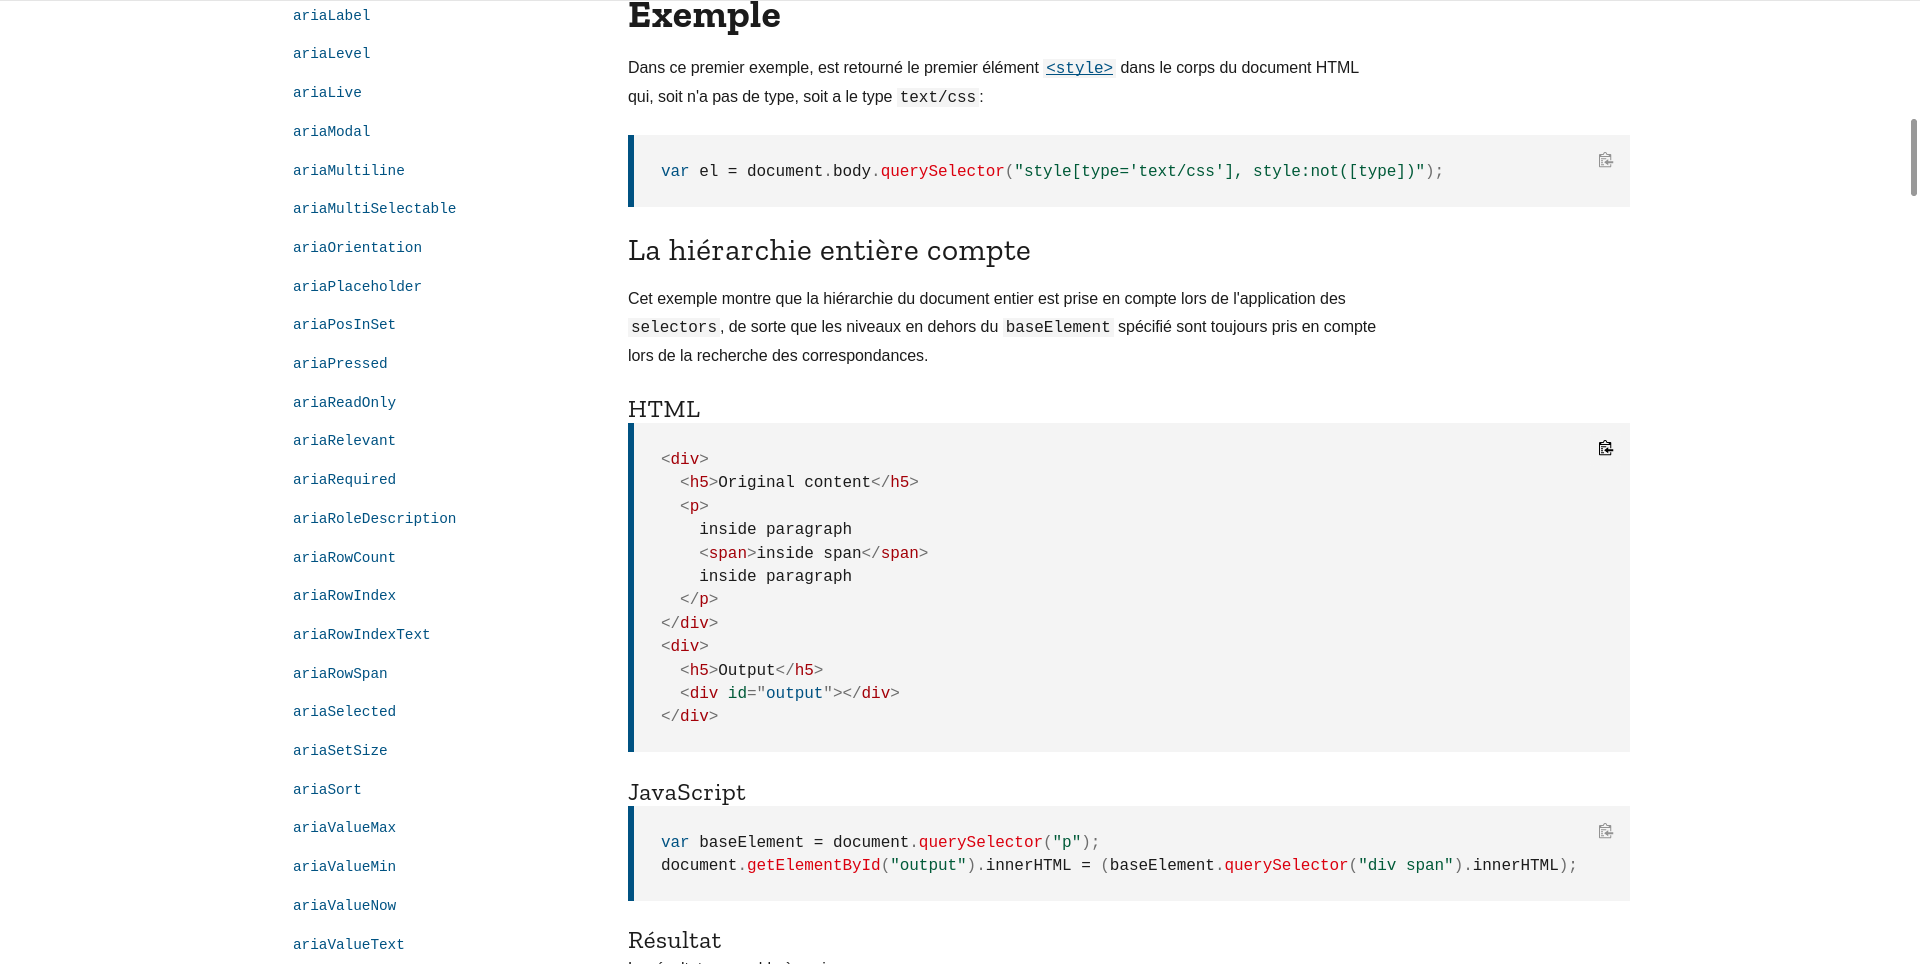 ariaLabel
ariaLevel
ariaLive
ariaModal
ariaMultiline
ariaMultiSelectable
ariaOrientation
ariaPlaceholder
ariaPosInSet
ariaPressed
ariaReadOnly
ariaRelevant
ariaRequired
ariaRoleDescription
ariaRowCount
ariaRowIndex
ariaRowIndexText
ariaRowSpan
ariaSelected
ariaSetSize
ariaSort
ariaValueMax
ariaValueMin
ariaValueNow
ariaValueText
Exemple
Dans ce premier exemple, est retourné le premier élément <style> dans le corps du document HTML
qui, soit n'a pas de type, soit a le type text/css :
var el = document.body.querySelector("style[type='text/css'], style:not([type])");
La hiérarchie entière compte
Cet exemple montre que la hiérarchie du document entier est prise en compte lors de l'application des
selectors, de sorte que les niveaux en dehors du baseElement spécifié sont toujours pris en compte
lors de la recherche des correspondances.
HTML
<div>
  <h5>Original content</h5>
  <p>
    inside paragraph
    <span>inside span</span>
    inside paragraph
  </p>
</div>
<div>
  <h5>Output</h5>
  <div id="output"></div>
</div>
JavaScript
var baseElement = document.querySelector("p");
document.getElementById("output").innerHTML = (baseElement.querySelector("div span").innerHTML);
Résultat